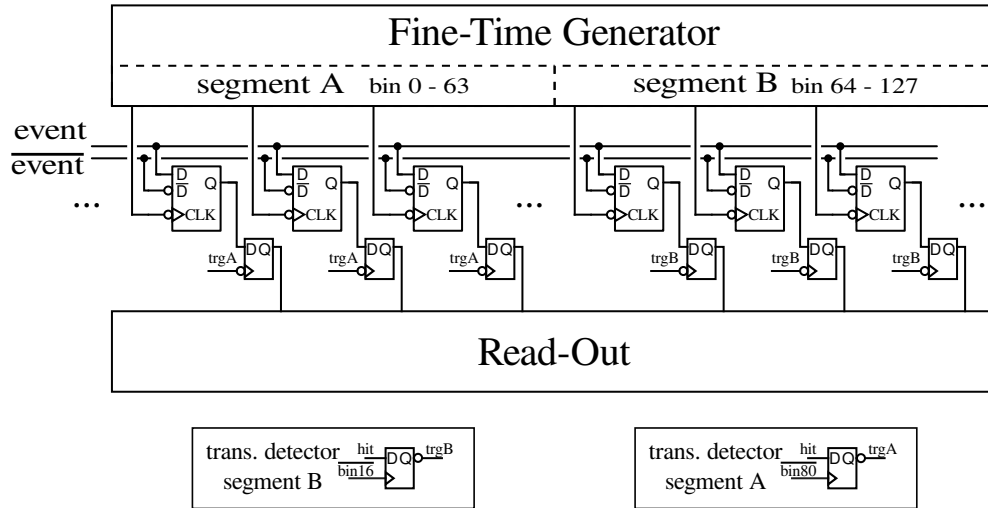 Fine-Time Generator
segment A bin 0 - 63 segment B bin 64 - 127
event
event
D D D D D D
D Q D Q D Q D Q D Q D Q
... CLK CLK CLK ... CLK CLK CLK ...
DQ DQ DQ DQ DQ DQ
trgA trgA trgA trgB trgB trgB
Read-Out
trans. detector hit DQ trgB
segment B bin16
trans. detector hit DQ trgA
segment A bin80